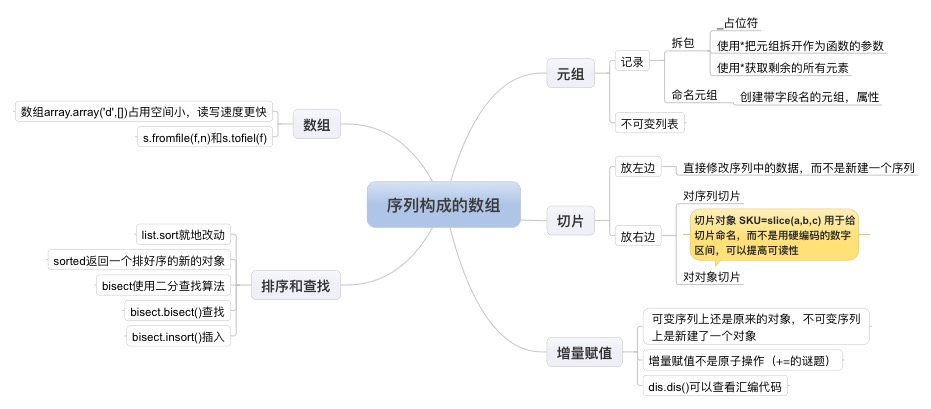 序列构成的数组
元组
记录
拆包
_占位符
使用*把元组拆开作为函数的参数
使用*获取剩余的所有元素
命名元组
创建带字段名的元组，属性
不可变列表
切片
放左边
直接修改序列中的数据，而不是新建一个序列
放右边
对序列切片
切片对象 SKU=slice(a,b,c) 用于给
切片命名，而不是用硬编码的数字
区间，可以提高可读性
对对象切片
增量赋值
可变序列上还是原来的对象，不可变序列
上是新建了一个对象
增量赋值不是原子操作（+=的谜题）
dis.dis()可以查看汇编代码
数组
数组array.array('d',[])占用空间小，读写速度更快
s.fromfile(f,n)和s.tofiel(f)
排序和查找
list.sort就地改动
sorted返回一个排好序的新的对象
bisect使用二分查找算法
bisect.bisect()查找
bisect.insort()插入